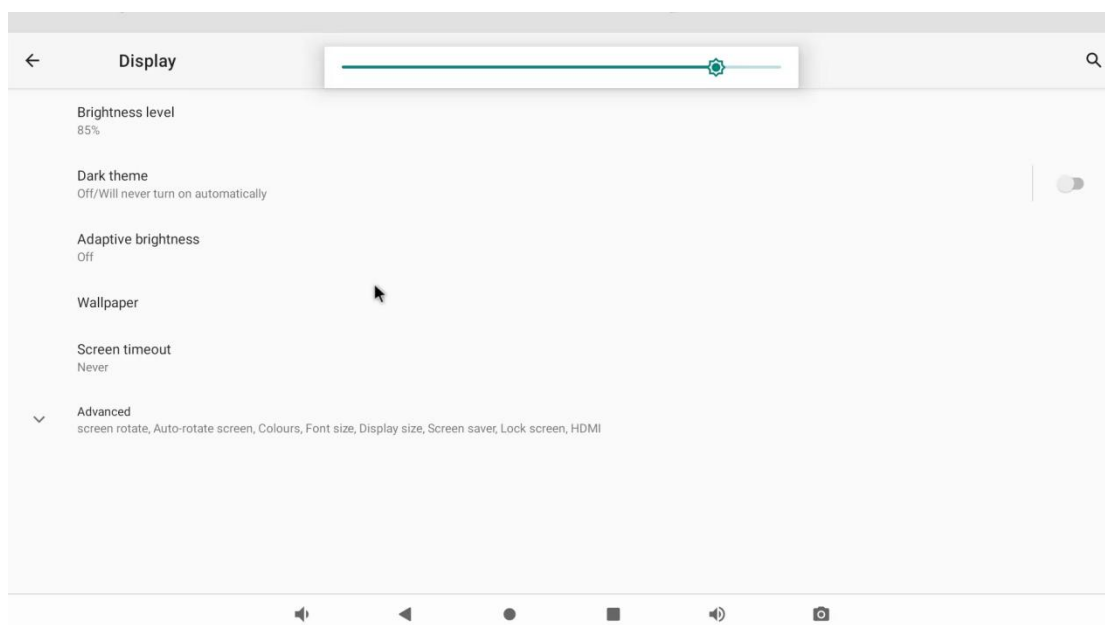 Display
Brightness level
85%
Dark theme
Off/Will never turn on automatically
Adaptive brightness
Off
Wallpaper
Screen timeout
Never
Advanced
screen rotate, Auto-rotate screen, Colours, Font size, Display size, Screen saver, Lock screen, HDMI